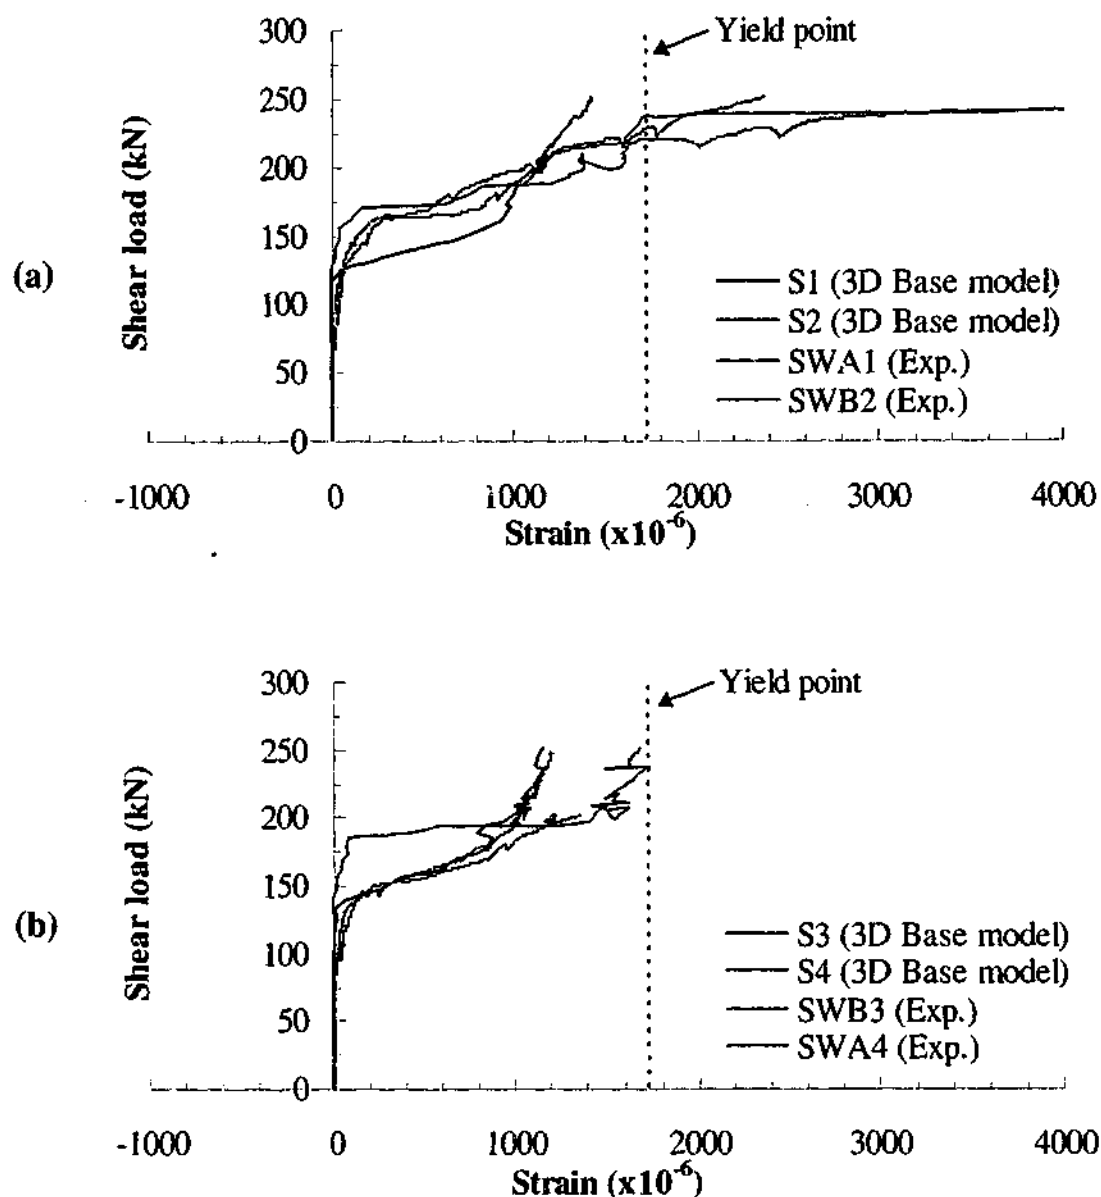 300
Yield point
250
200
150
100
50
0
Shear load (kN)
(a)
S1 (3D Base model)
S2 (3D Base model)
SWA1 (Exp.)
SWB2 (Exp.)
-1000 0 1000 2000 3000 4000
Strain (x10⁻⁶)
300
Yield point
250
200
150
100
50
0
Shear load (kN)
(b)
S3 (3D Base model)
S4 (3D Base model)
SWB3 (Exp.)
SWA4 (Exp.)
-1000 0 1000 2000 3000 4000
Strain (x10⁻⁶)